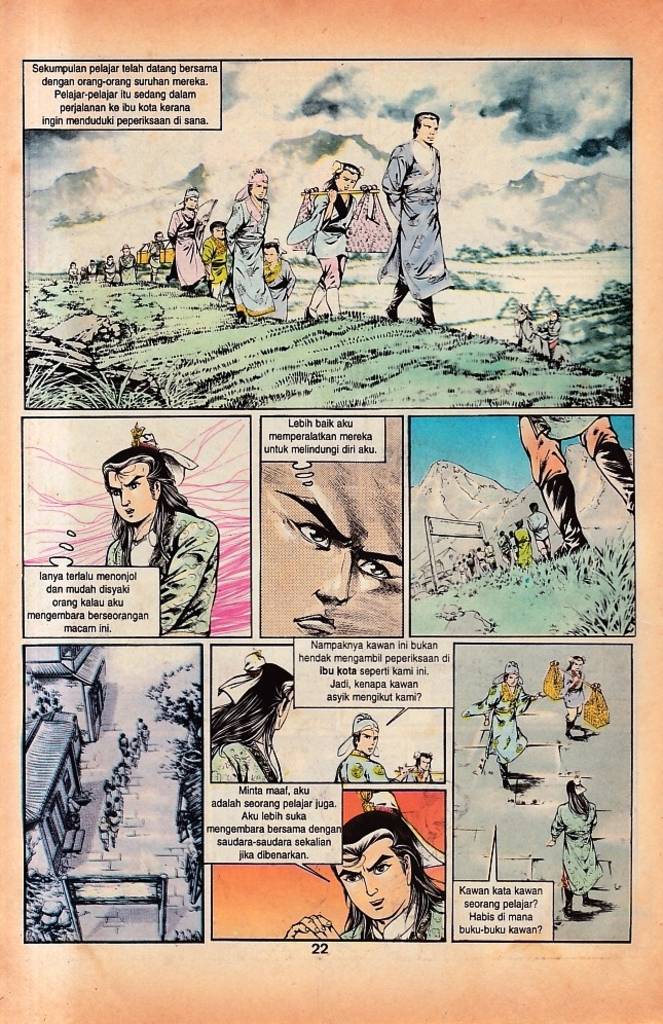 Sekumpulan pelajar telah datang bersama
dengan orang-orang suruhan mereka.
Pelajar-pelajar itu sedang dalam
perjalanan ke ibu kota kerana
ingin menduduki peperiksaan di sana.
Ianya terlalu menonjol
dan mudah disyaki
orang kalau aku
mengembara berseorangan
macam ini.
Lebih baik aku
memperalatkan mereka
untuk melindungi diri aku.
Nampaknya kawan ini bukan
hendak mengambil peperiksaan di
ibu kota seperti kami ini.
Jadi, kenapa kawan
asyik mengikut kami?
Minta maaf, aku
adalah seorang pelajar juga.
Aku lebih suka
mengembara bersama dengan
saudara-saudara sekalian
jika dibenarkan.
Kawan kata kawan
seorang pelajar?
Habis di mana
buku-buku kawan?
22